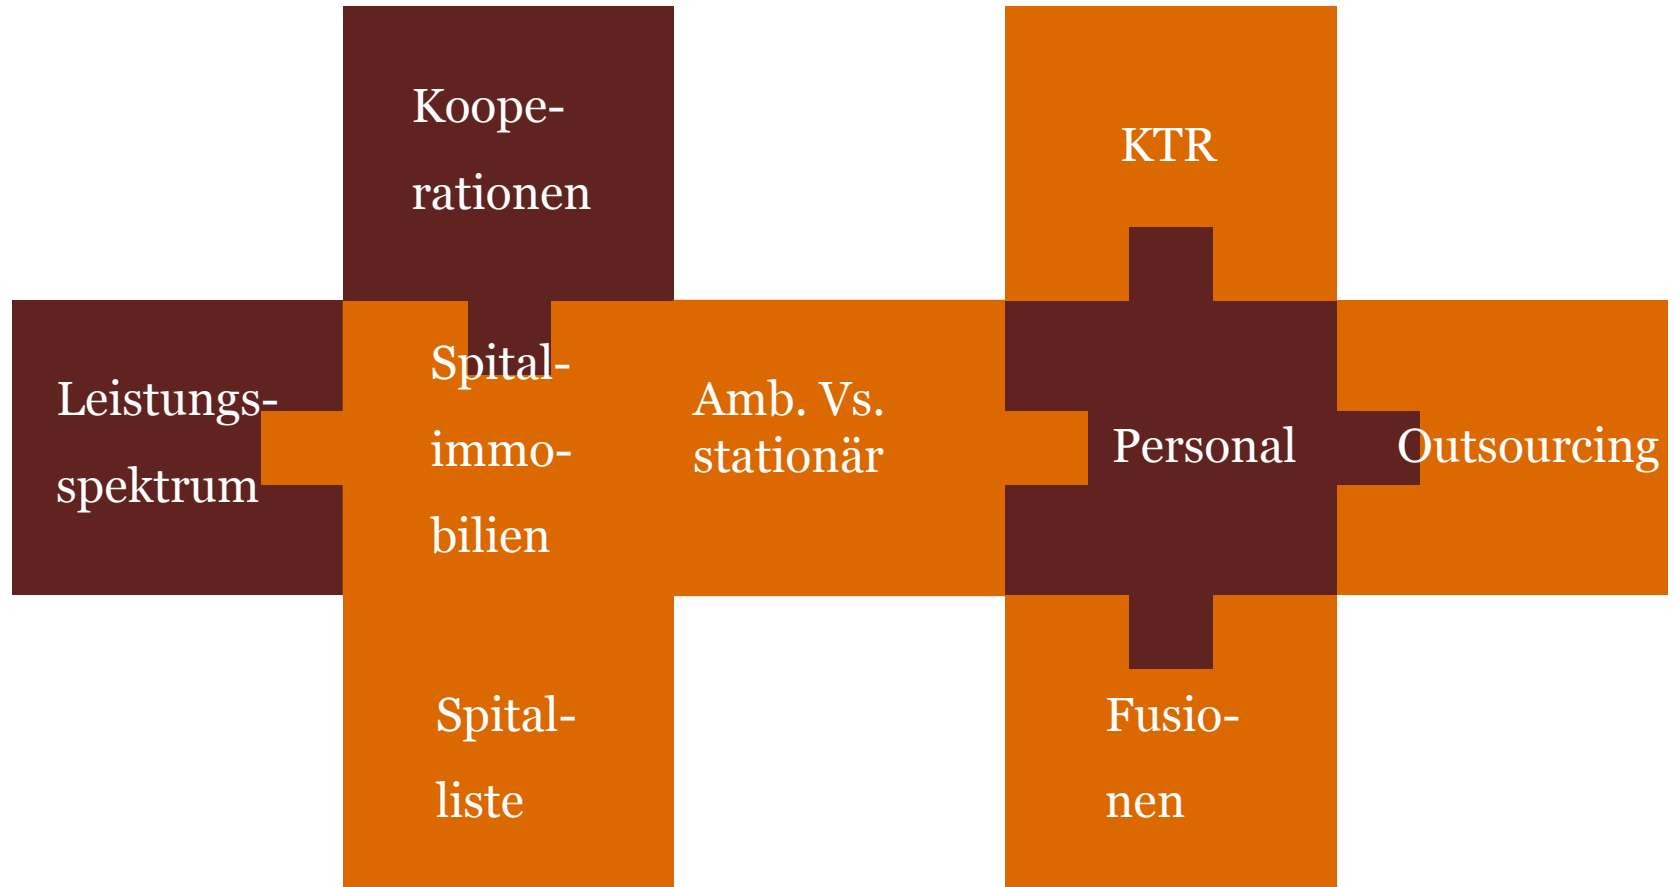 Koope-
rationen
KTR
Leistungs-
spektrum
Spital-
immo-
bilien
Amb. Vs.
stationär
Personal
Outsourcing
Spital-
liste
Fusio-
nen